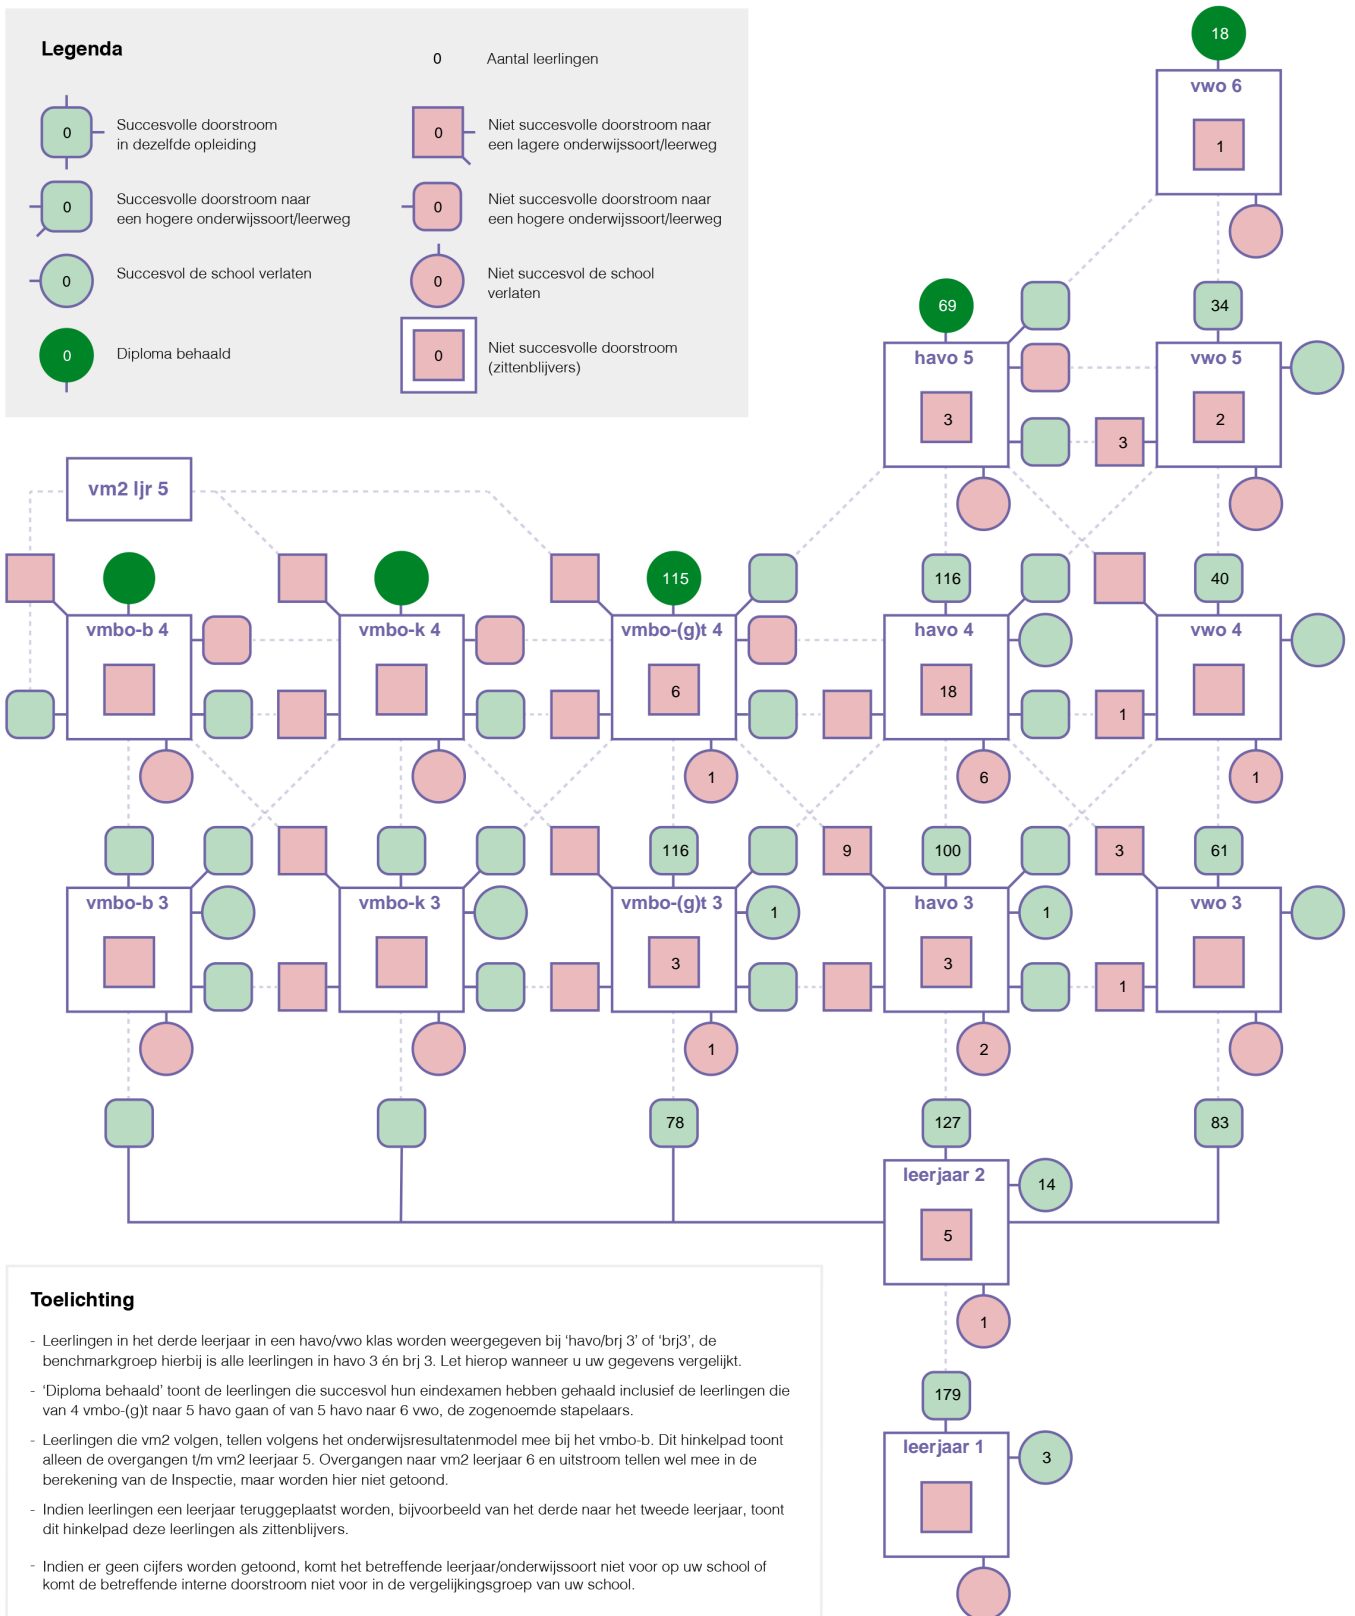 Legenda
0 Aantal leerlingen
0 Succesvolle doorstroom
in dezelfde opleiding
0 Niet succesvolle doorstroom naar
een lagere onderwijssoort/leerweg
0 Succesvolle doorstroom naar
een hogere onderwijssoort/leerweg
0 Niet succesvolle doorstroom naar
een hogere onderwijssoort/leerweg
0 Succesvol de school verlaten
0 Niet succesvol de school
verlaten
0 Diploma behaald
0 Niet succesvolle doorstroom
(zittenblijvers)
18
vwo 6
1
69
34
havo 5
vwo 5
3
3
2
vm2 ljr 5
115
116
40
vmbo-b 4
vmbo-k 4
vmbo-(g)t 4
havo 4
vwo 4
6
18
1
1
6
1
116
9
100
3
61
vmbo-b 3
vmbo-k 3
vmbo-(g)t 3
havo 3
vwo 3
1
1
3
3
1
1
2
78
127
83
leerjaar 2
14
5
1
179
leerjaar 1
3
Toelichting
- Leerlingen in het derde leerjaar in een havo/vwo klas worden weergegeven bij ‘havo/brj 3’ of ‘brj3’, de
benchmarkgroep hierbij is alle leerlingen in havo 3 én brj 3. Let hierop wanneer u uw gegevens vergelijkt.
- ‘Diploma behaald’ toont de leerlingen die succesvol hun eindexamen hebben gehaald inclusief de leerlingen die
van 4 vmbo-(g)t naar 5 havo gaan of van 5 havo naar 6 vwo, de zogenoemde stapelaars.
- Leerlingen die vm2 volgen, tellen volgens het onderwijsresultatenmodel mee bij het vmbo-b. Dit hinkelpad toont
alleen de overgangen t/m vm2 leerjaar 5. Overgangen naar vm2 leerjaar 6 en uitstroom tellen wel mee in de
berekening van de Inspectie, maar worden hier niet getoond.
- Indien leerlingen een leerjaar teruggeplaatst worden, bijvoorbeeld van het derde naar het tweede leerjaar, toont
dit hinkelpad deze leerlingen als zittenblijvers.
- Indien er geen cijfers worden getoond, komt het betreffende leerjaar/onderwijssoort niet voor op uw school of
komt de betreffende interne doorstroom niet voor in de vergelijkingsgroep van uw school.